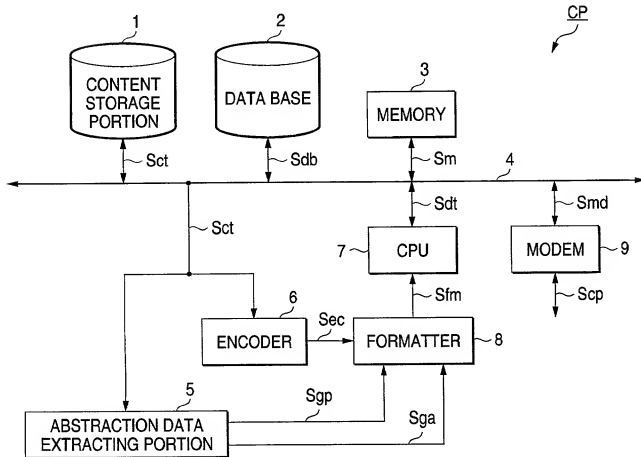 CP
1
2
3
CONTENT
STORAGE
PORTION
DATA BASE
MEMORY
Sct
Sdb
Sm
4
Sct
Sdt
Smd
7
CPU
MODEM
9
6
Sfm
Scp
ENCODER
Sec
FORMATTER
8
5
ABSTRACTION DATA
EXTRACTING PORTION
Sgp
Sga